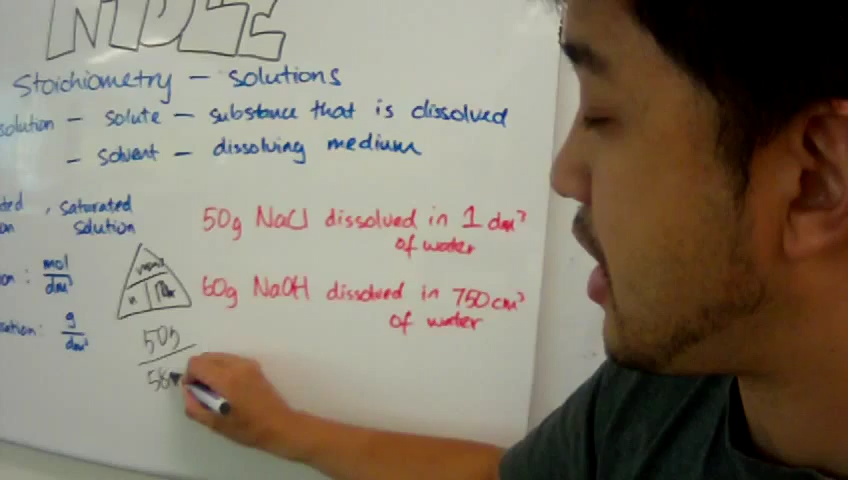 Stoichiometry - solutions
solution - solute - substance that is dissolved
- solvent - dissolving medium
, saturated
solution
mol
dm³
g
dm³
50g NaCl dissolved in 1 dm³
of water
60g NaOH dissolved in 750 cm³
of water
mass
n
50g
58